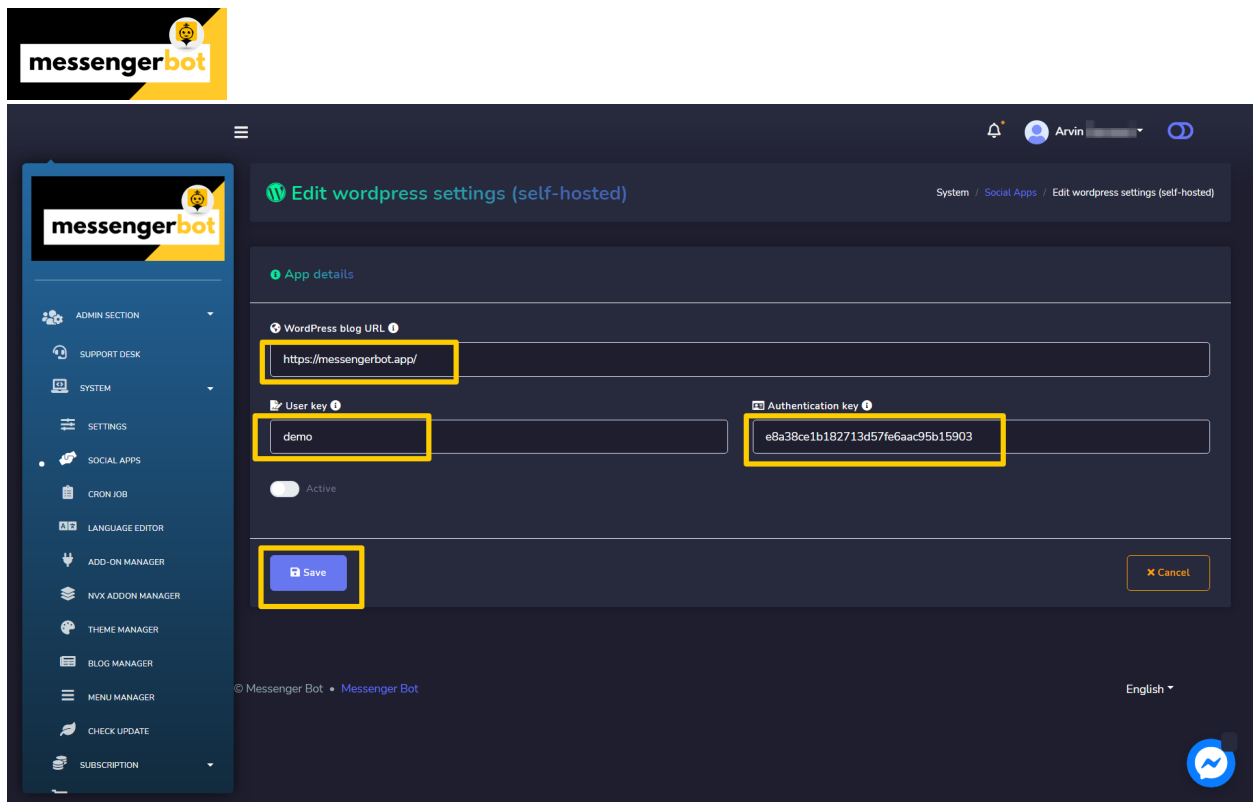 messengerbot
Arvin
messengerbot
Edit wordpress settings (self-hosted)
System / Social Apps / Edit wordpress settings (self-hosted)
App details
ADMIN SECTION
SUPPORT DESK
SYSTEM
SETTINGS
SOCIAL APPS
CRON JOB
LANGUAGE EDITOR
ADD-ON MANAGER
NVX ADDON MANAGER
THEME MANAGER
BLOG MANAGER
MENU MANAGER
CHECK UPDATE
SUBSCRIPTION
WordPress blog URL
https://messengerbot.app/
User key
demo
Authentication key
e8a38ce1b182713d57fe6aac95b15903
Active
Save
Cancel
© Messenger Bot • Messenger Bot
English